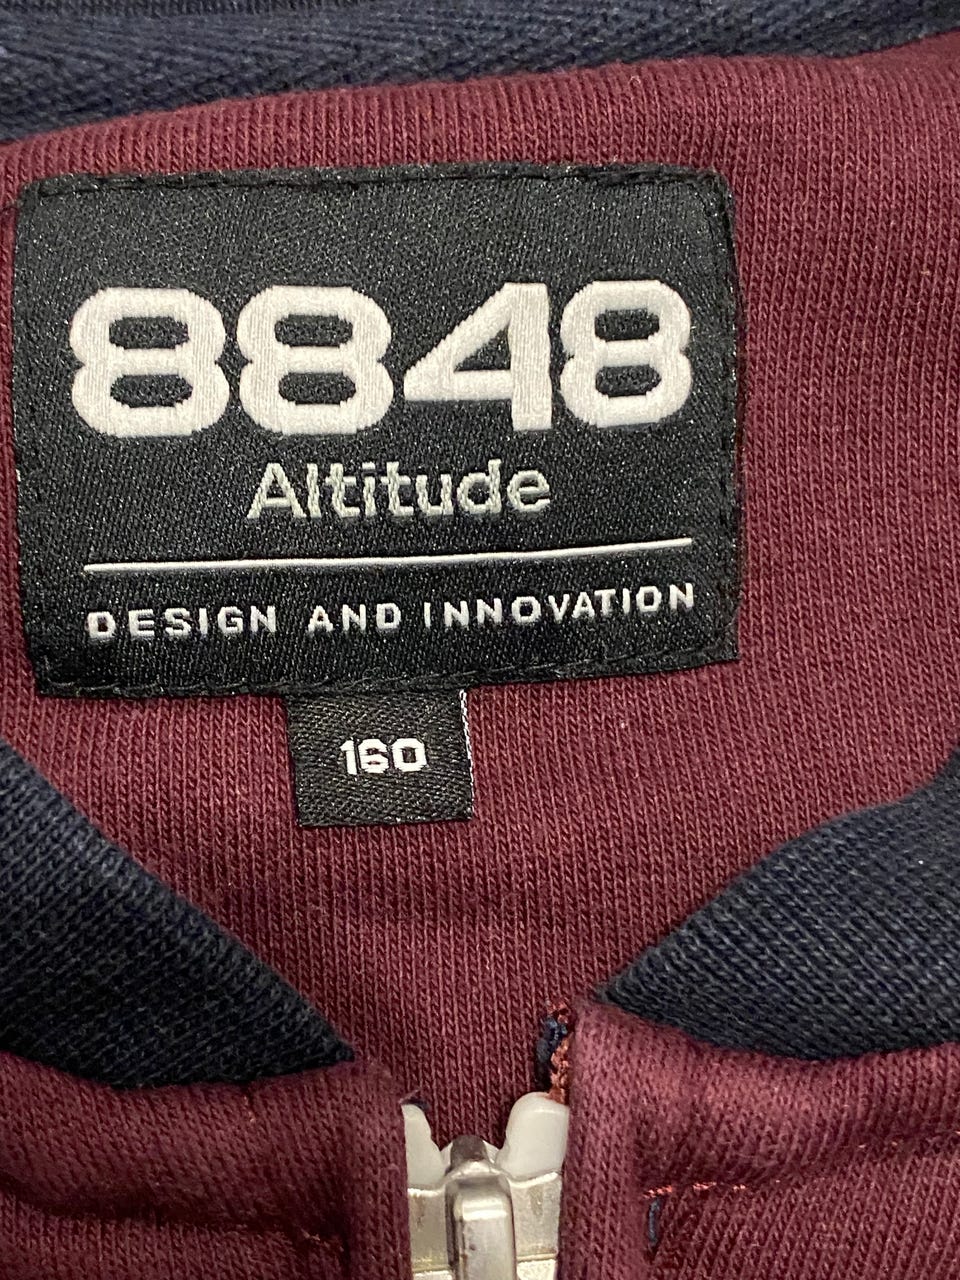 8848
Altitude
DESIGN AND INNOVATION
160